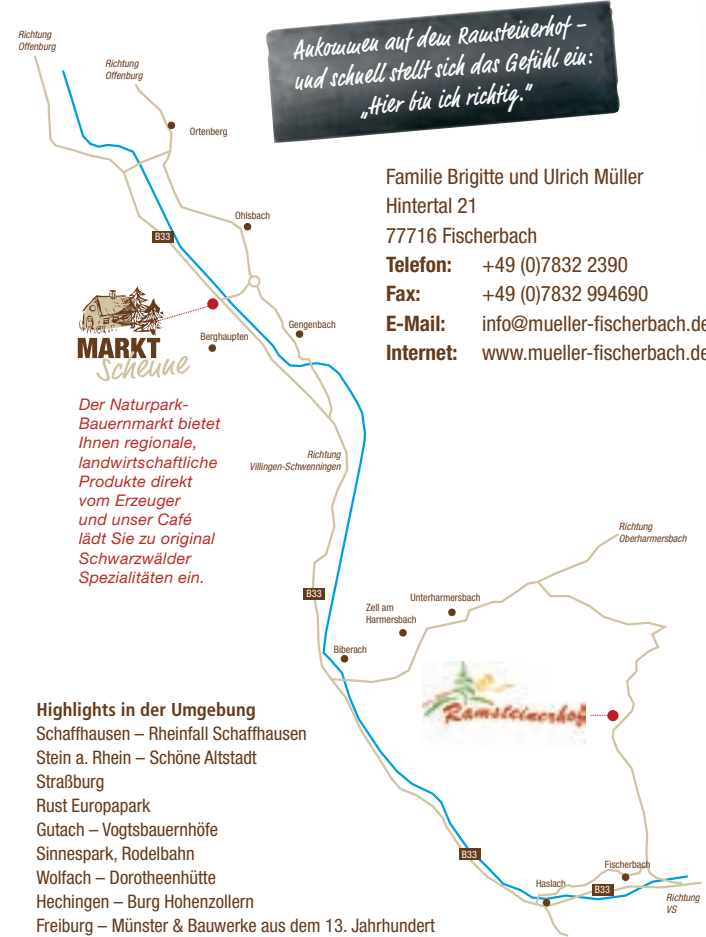 Richtung
Offenburg
Richtung
Offenburg
Ankommen auf dem Ramsteinerhof –
und schnell stellt sich das Gefühl ein:
„Hier bin ich richtig.“
Ortenberg
Familie Brigitte und Ulrich Müller
Hintertal 21
77716 Fischerbach
Telefon: +49 (0)7832 2390
Fax: +49 (0)7832 994690
E-Mail: info@mueller-fischerbach.de
Internet: www.mueller-fischerbach.de
Ohlsbach
B33
Gengenbach
Berghaupten
MARKT
Scheune
Der Naturpark-
Bauernmarkt bietet
Ihnen regionale,
landwirtschaftliche
Produkte direkt
vom Erzeuger
und unser Café
lädt Sie zu original
Schwarzwälder
Spezialitäten ein.
Richtung
Villingen-Schwenningen
Richtung
Oberharmersbach
B33
Unterharmersbach
Zell am
Harmersbach
Biberach
Ramsteinerhof
Highlights in der Umgebung
Schaffhausen – Rheinfall Schaffhausen
Stein a. Rhein – Schöne Altstadt
Straßburg
Rust Europapark
Gutach – Vogtsbauernhöfe
Sinnespark, Rodelbahn
Wolfach – Dorotheenhütte
Hechingen – Burg Hohenzollern
Freiburg – Münster & Bauwerke aus dem 13. Jahrhundert
B33
Fischerbach
Haslach
B33
Richtung
VS